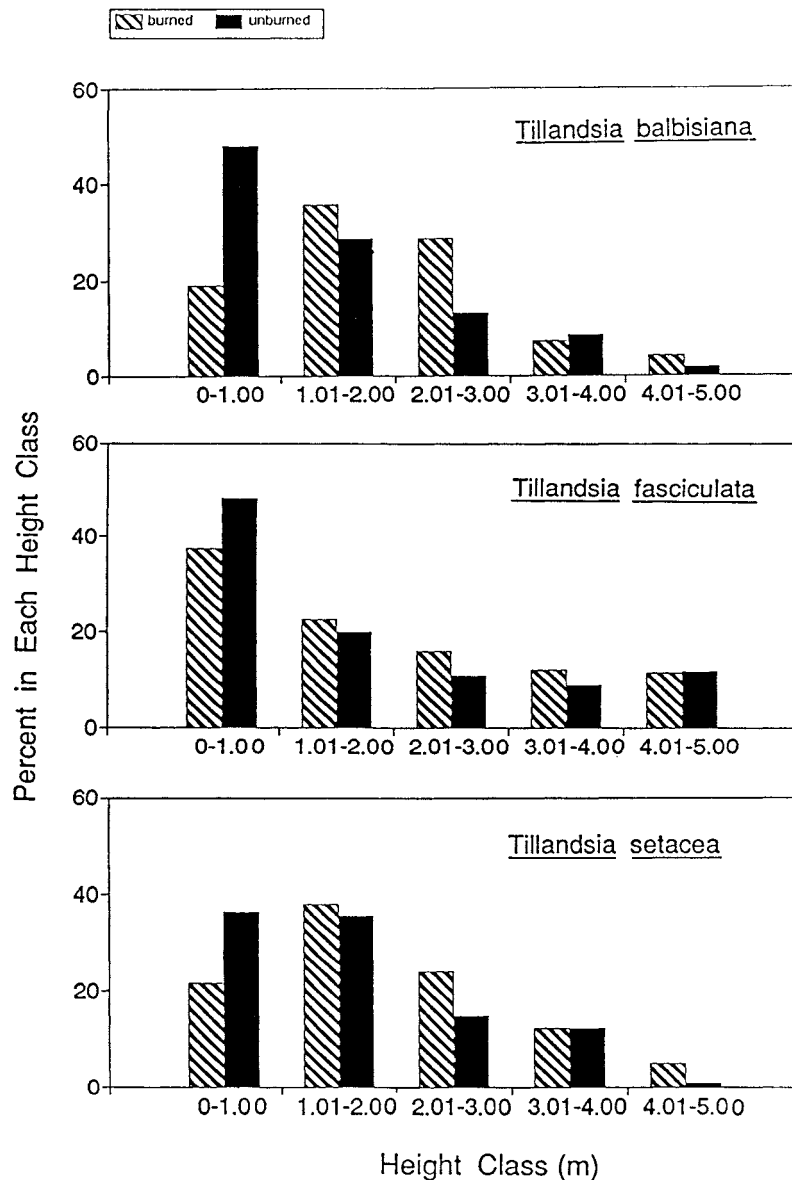 burned unburned
Percent in Each Height Class
60
Tillandsia balbisiana
40
20
0
0-1.00 1.01-2.00 2.01-3.00 3.01-4.00 4.01-5.00
60
Tillandsia fasciculata
40
20
0
0-1.00 1.01-2.00 2.01-3.00 3.01-4.00 4.01-5.00
60
Tillandsia setacea
40
20
0
0-1.00 1.01-2.00 2.01-3.00 3.01-4.00 4.01-5.00
Height Class (m)